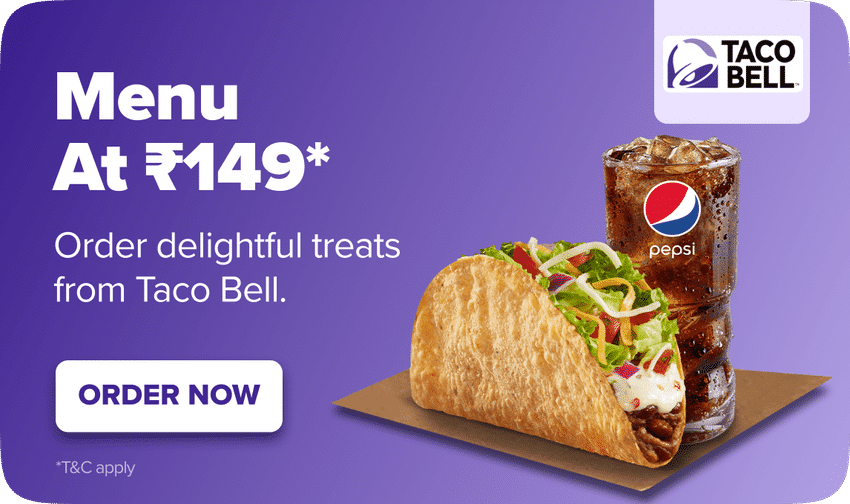 Menu
At ₹149*
Order delightful treats
from Taco Bell.
ORDER NOW
*T&C apply
TACO
BELL
pepsi